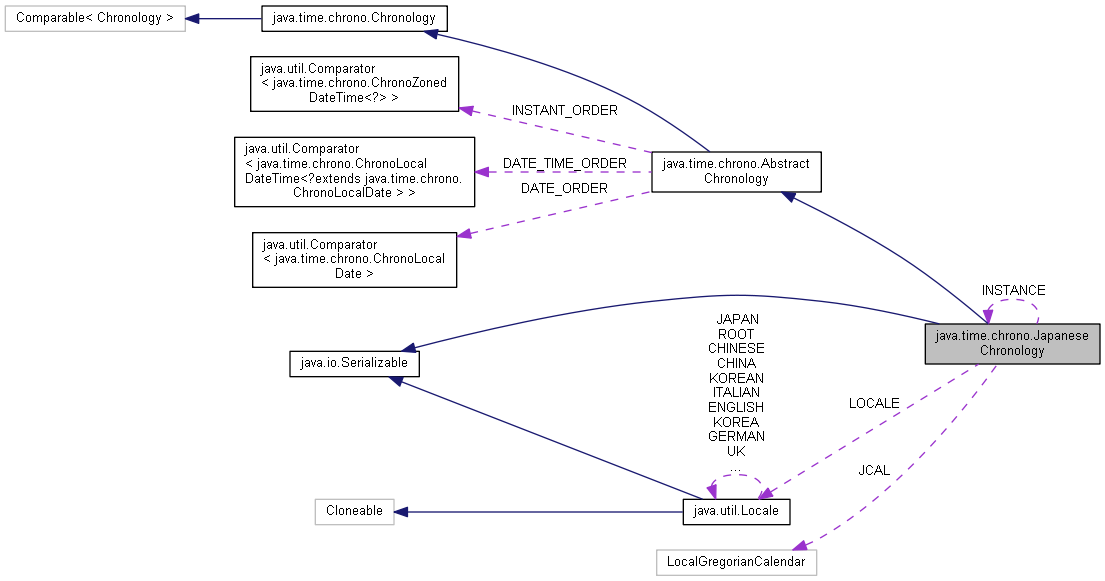 Comparable< Chronology >
java.time.chrono.Chronology
java.util.Comparator
< java.time.chrono.ChronoZoned
DateTime<?> >
INSTANT_ORDER
java.util.Comparator
< java.time.chrono.ChronoLocal
DateTime<?extends java.time.chrono.
ChronoLocalDate > >
DATE_TIME_ORDER
java.time.chrono.Abstract
Chronology
DATE_ORDER
java.util.Comparator
< java.time.chrono.ChronoLocal
Date >
INSTANCE
java.time.chrono.Japanese
Chronology
java.io.Serializable
JAPAN
ROOT
CHINESE
CHINA
KOREAN
ITALIAN
ENGLISH
KOREA
GERMAN
UK
...
LOCALE
JCAL
Cloneable
java.util.Locale
LocalGregorianCalendar